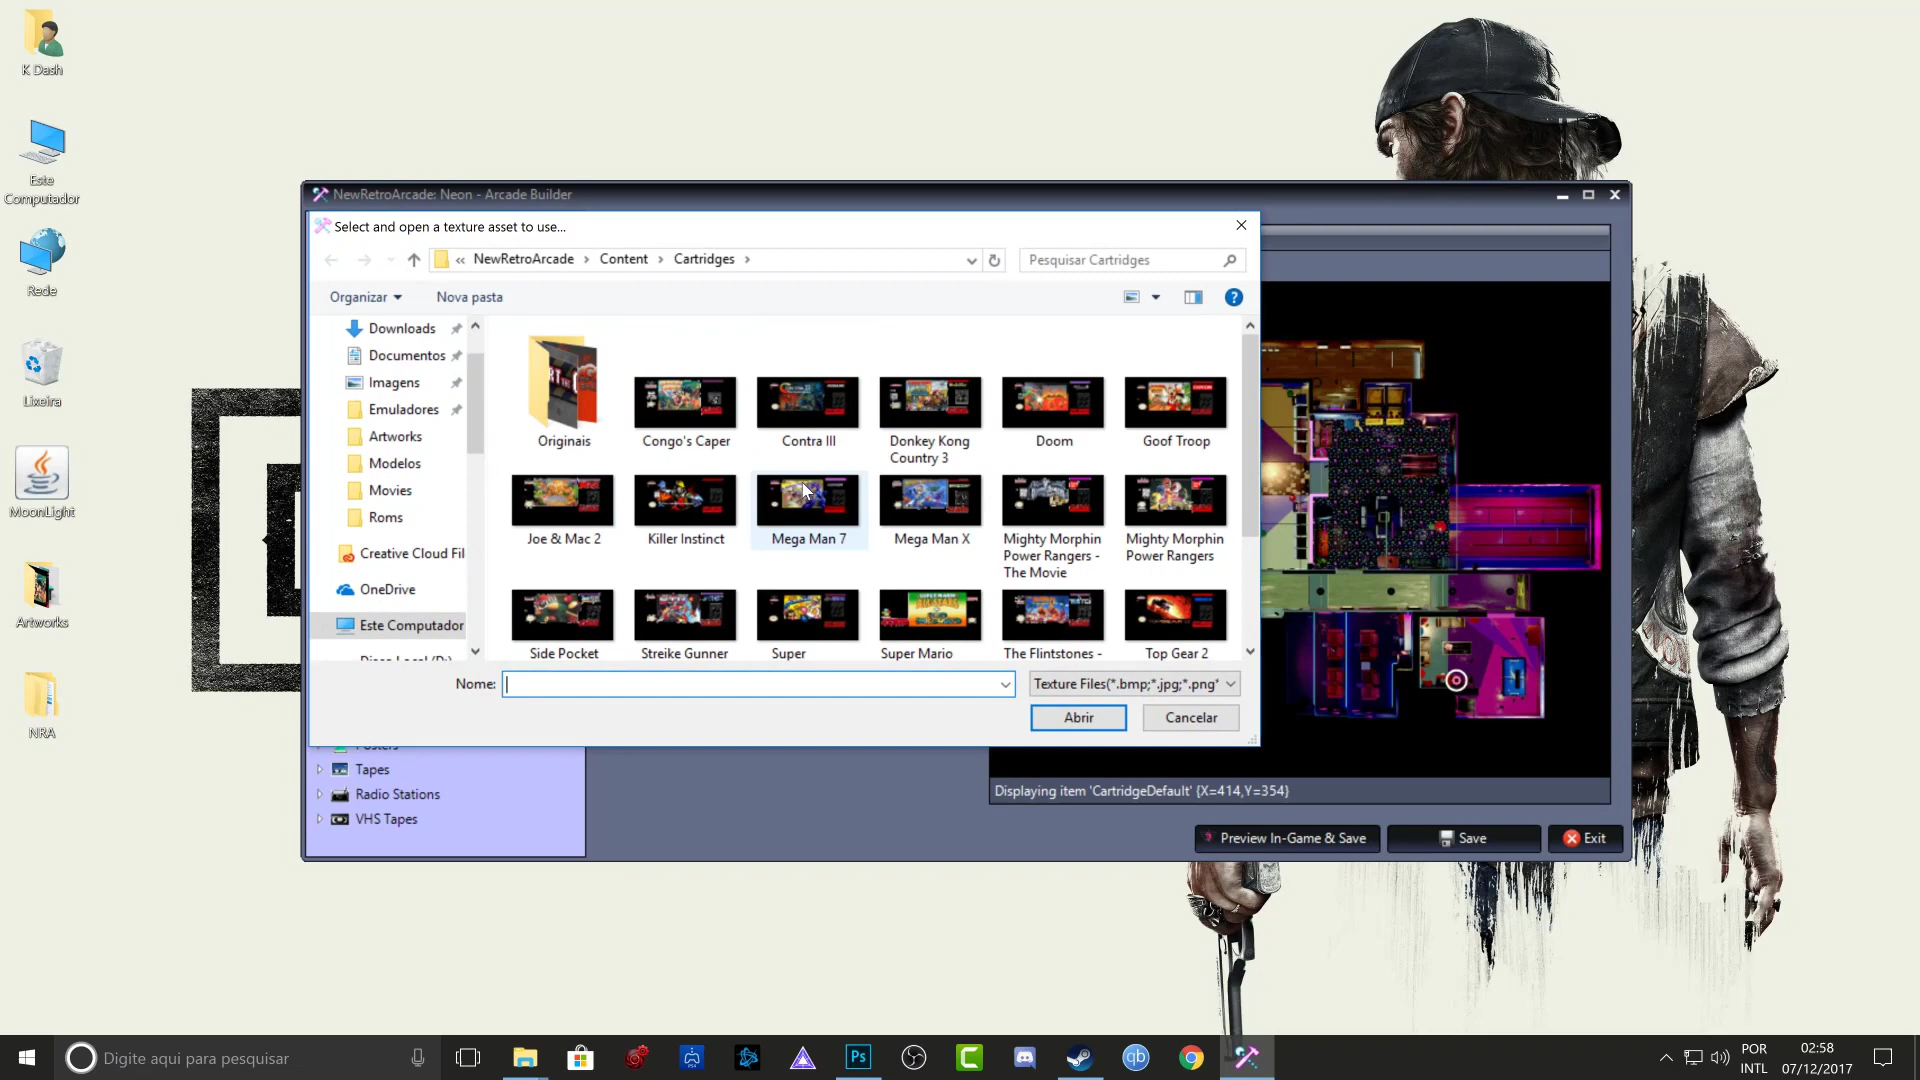 K Dash
Este
Computador
Rede
Lixeira
MoonLight
Artworks
NRA
NewRetroArcade: Neon - Arcade Builder
Select and open a texture asset to use...
« NewRetroArcade › Content › Cartridges ›
Pesquisar Cartridges
Organizar
Nova pasta
Downloads
Documentos
Imagens
Emuladores
Artworks
Modelos
Movies
Roms
Creative Cloud Fil
OneDrive
Este Computador
Originais
Congo's Caper
Contra III
Donkey Kong
Country 3
Doom
Goof Troop
Joe & Mac 2
Killer Instinct
Mega Man 7
Mega Man X
Mighty Morphin
Power Rangers -
The Movie
Mighty Morphin
Power Rangers
Side Pocket
Streike Gunner
Super
Super Mario
The Flintstones -
Top Gear 2
Nome:
Texture Files(*.bmp;*.jpg;*.png*
Abrir
Cancelar
Posters
Tapes
Radio Stations
VHS Tapes
Displaying item 'CartridgeDefault' {X=414,Y=354}
Preview In-Game & Save
Save
Exit
Digite aqui para pesquisar
Ps
qb
POR
INTL
02:58
07/12/2017